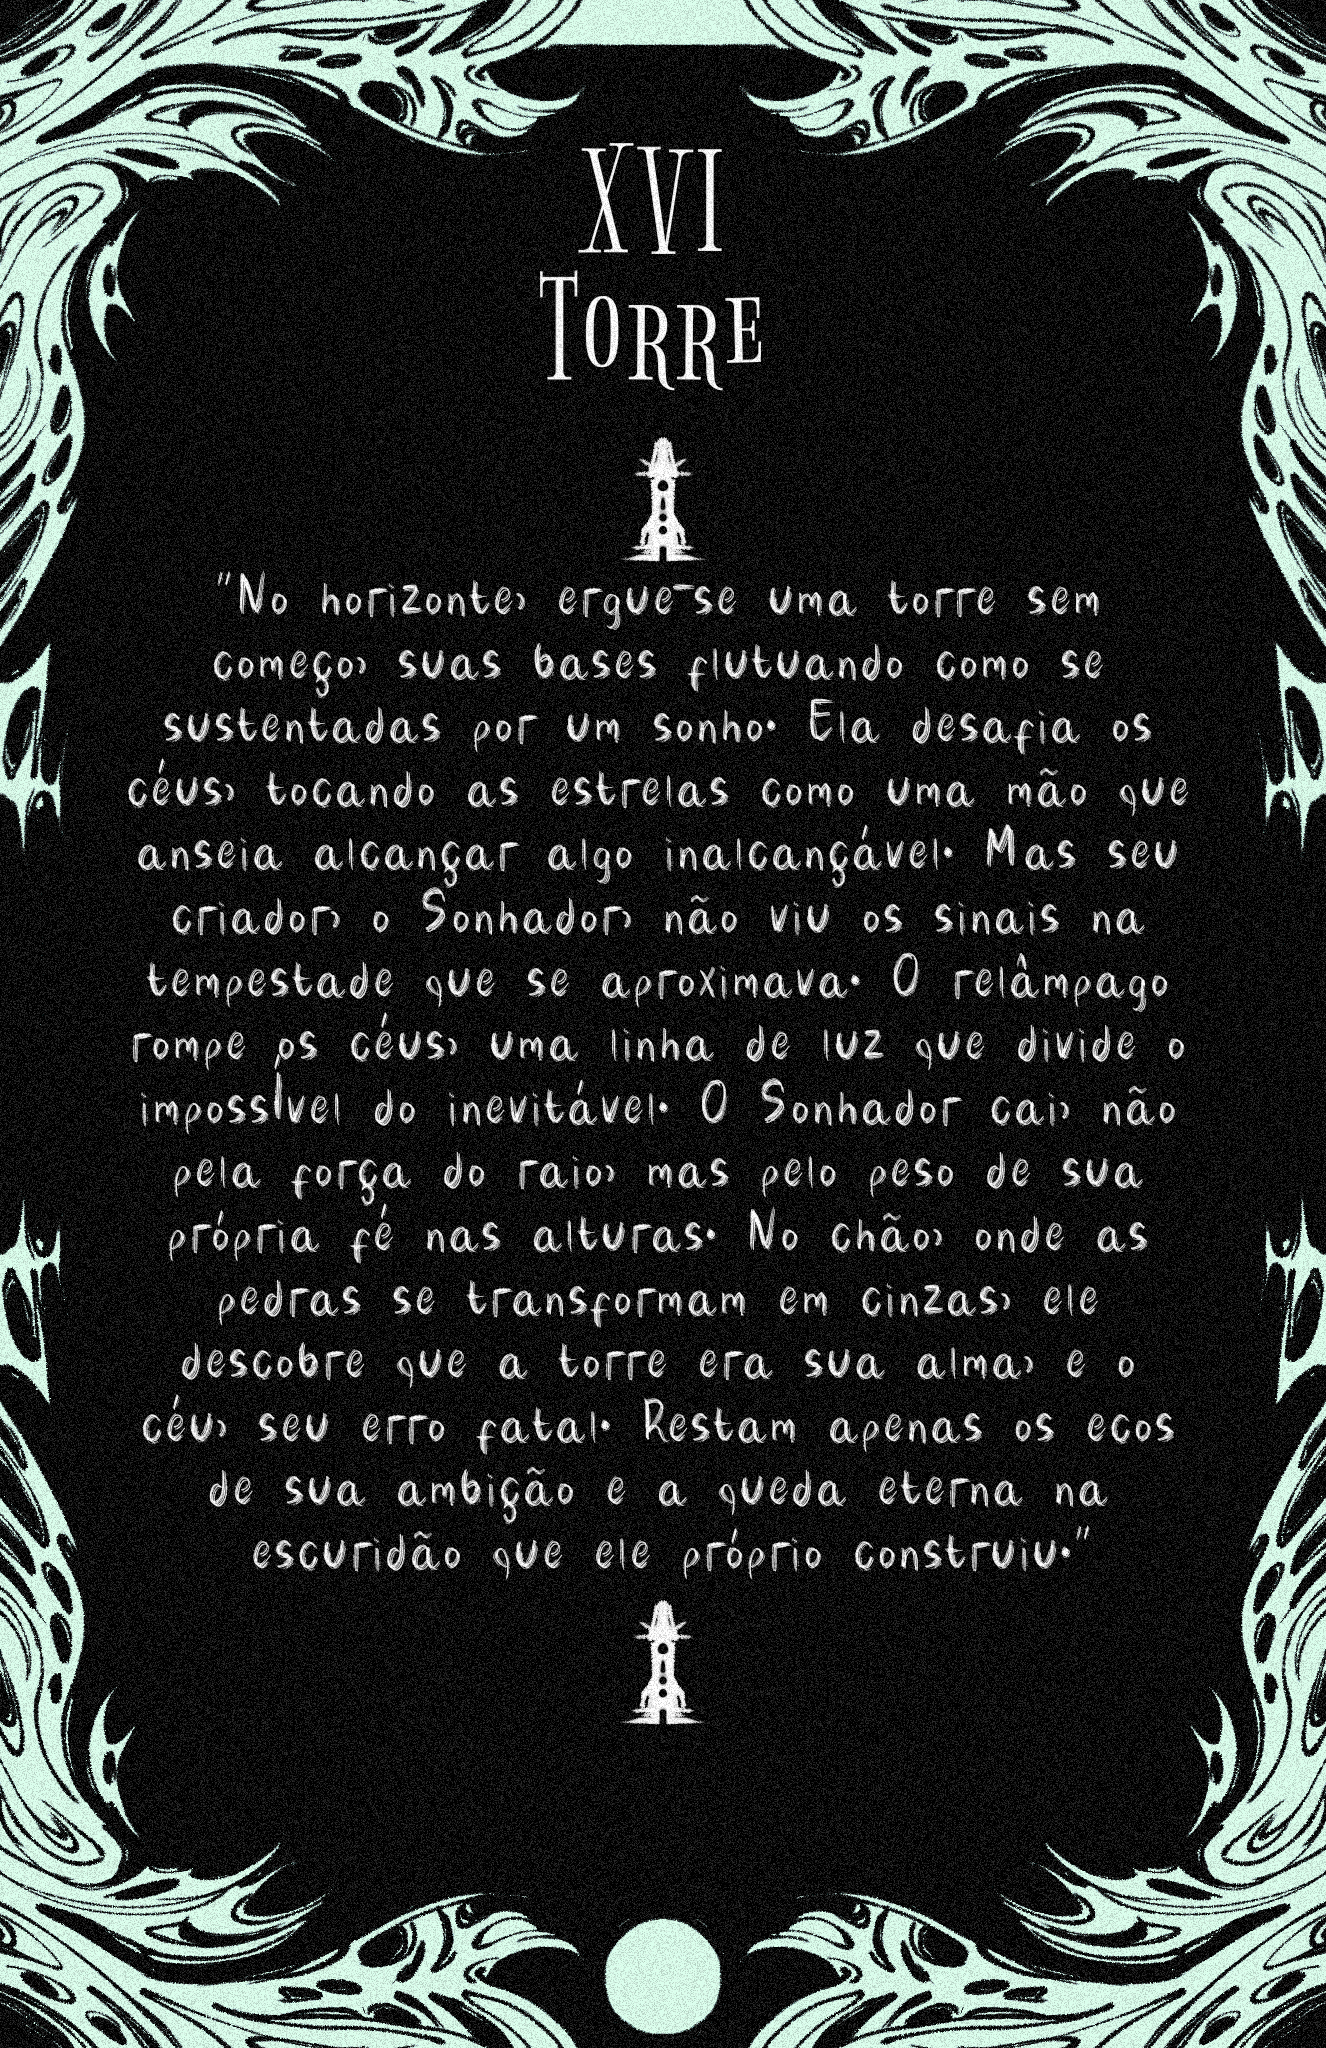 XVI
TORRE
"No horizonte, ergue-se uma torre sem
começo, suas bases flutuando como se
sustentadas por um sonho. Ela desafia os
céus, tocando as estrelas como uma mão que
anseia alcançar algo inalcançável. Mas seu
criador, o Sonhador, não viu os sinais na
tempestade que se aproximava. O relâmpago
rompe os céus, uma linha de luz que divide o
impossível do inevitável. O Sonhador cai, não
pela força do raio, mas pelo peso de sua
própria fé nas alturas. No chão, onde as
pedras se transformam em cinzas, ele
descobre que a torre era sua alma, e o
céu, seu erro fatal. Restam apenas os ecos
de sua ambição e a queda eterna na
escuridão que ele próprio construiu."